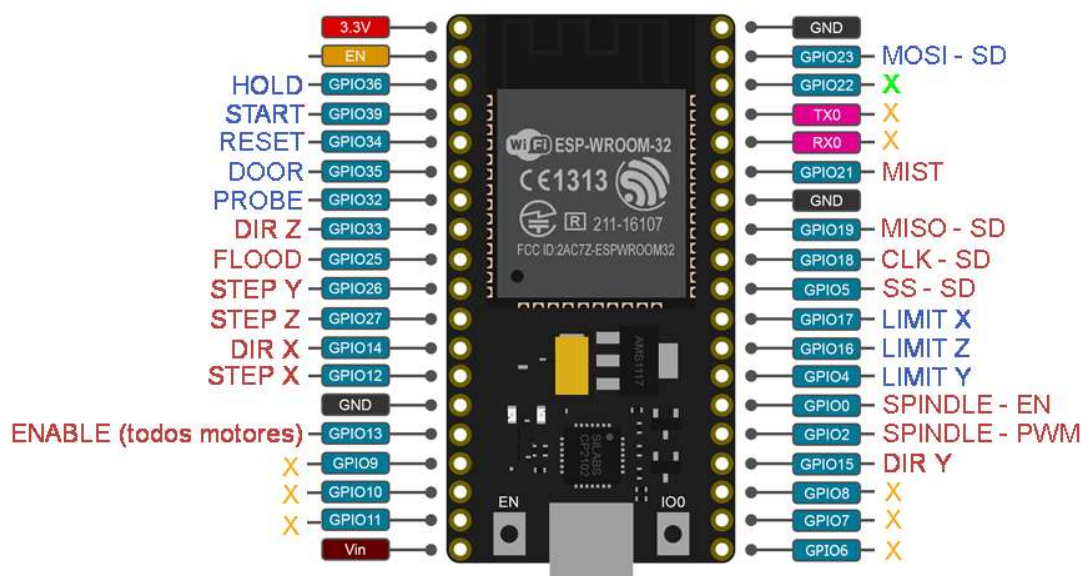 3.3V
EN
HOLD GPIO36
START GPIO39
RESET GPIO34
DOOR GPIO35
PROBE GPIO32
DIR Z GPIO33
FLOOD GPIO25
STEP Y GPIO26
STEP Z GPIO27
DIR X GPIO14
STEP X GPIO12
GND
ENABLE (todos motores) GPIO13
X GPIO9
X GPIO10
X GPIO11
Vin
WiFi ESP-WROOM-32
CE1313
R 211-16107
FCC ID:2AC7Z-ESPWROOM32
AMS1117
SILABS
CP2102
EN
IO0
GND
GPIO23 MOSI - SD
GPIO22 X
TX0 X
RX0 X
GPIO21 MIST
GND
GPIO19 MISO - SD
GPIO18 CLK - SD
GPIO5 SS - SD
GPIO17 LIMIT X
GPIO16 LIMIT Z
GPIO4 LIMIT Y
GPIO0 SPINDLE - EN
GPIO2 SPINDLE - PWM
GPIO15 DIR Y
GPIO8 X
GPIO7 X
GPIO6 X